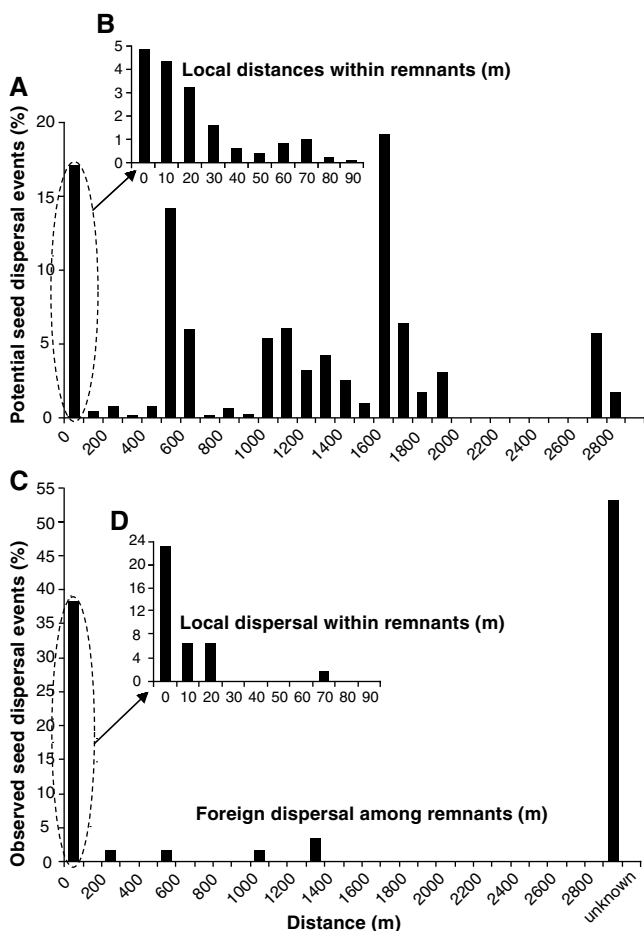 B
Local distances within remnants (m)
5
4
3
2
1
0
0 10 20 30 40 50 60 70 80 90
A
Potential seed dispersal events (%)
20
15
10
5
0
0 200 400 600 800 1000 1200 1400 1600 1800 2000 2200 2400 2600 2800
C
Observed seed dispersal events (%)
55
50
45
40
35
30
25
20
15
10
5
0
D
24
20
16
12
8
4
0
Local dispersal within remnants (m)
0 10 20 30 40 50 60 70 80 90
Foreign dispersal among remnants (m)
0 200 400 600 800 1000 1200 1400 1600 1800 2000 2200 2400 2600 2800 unknown
Distance (m)